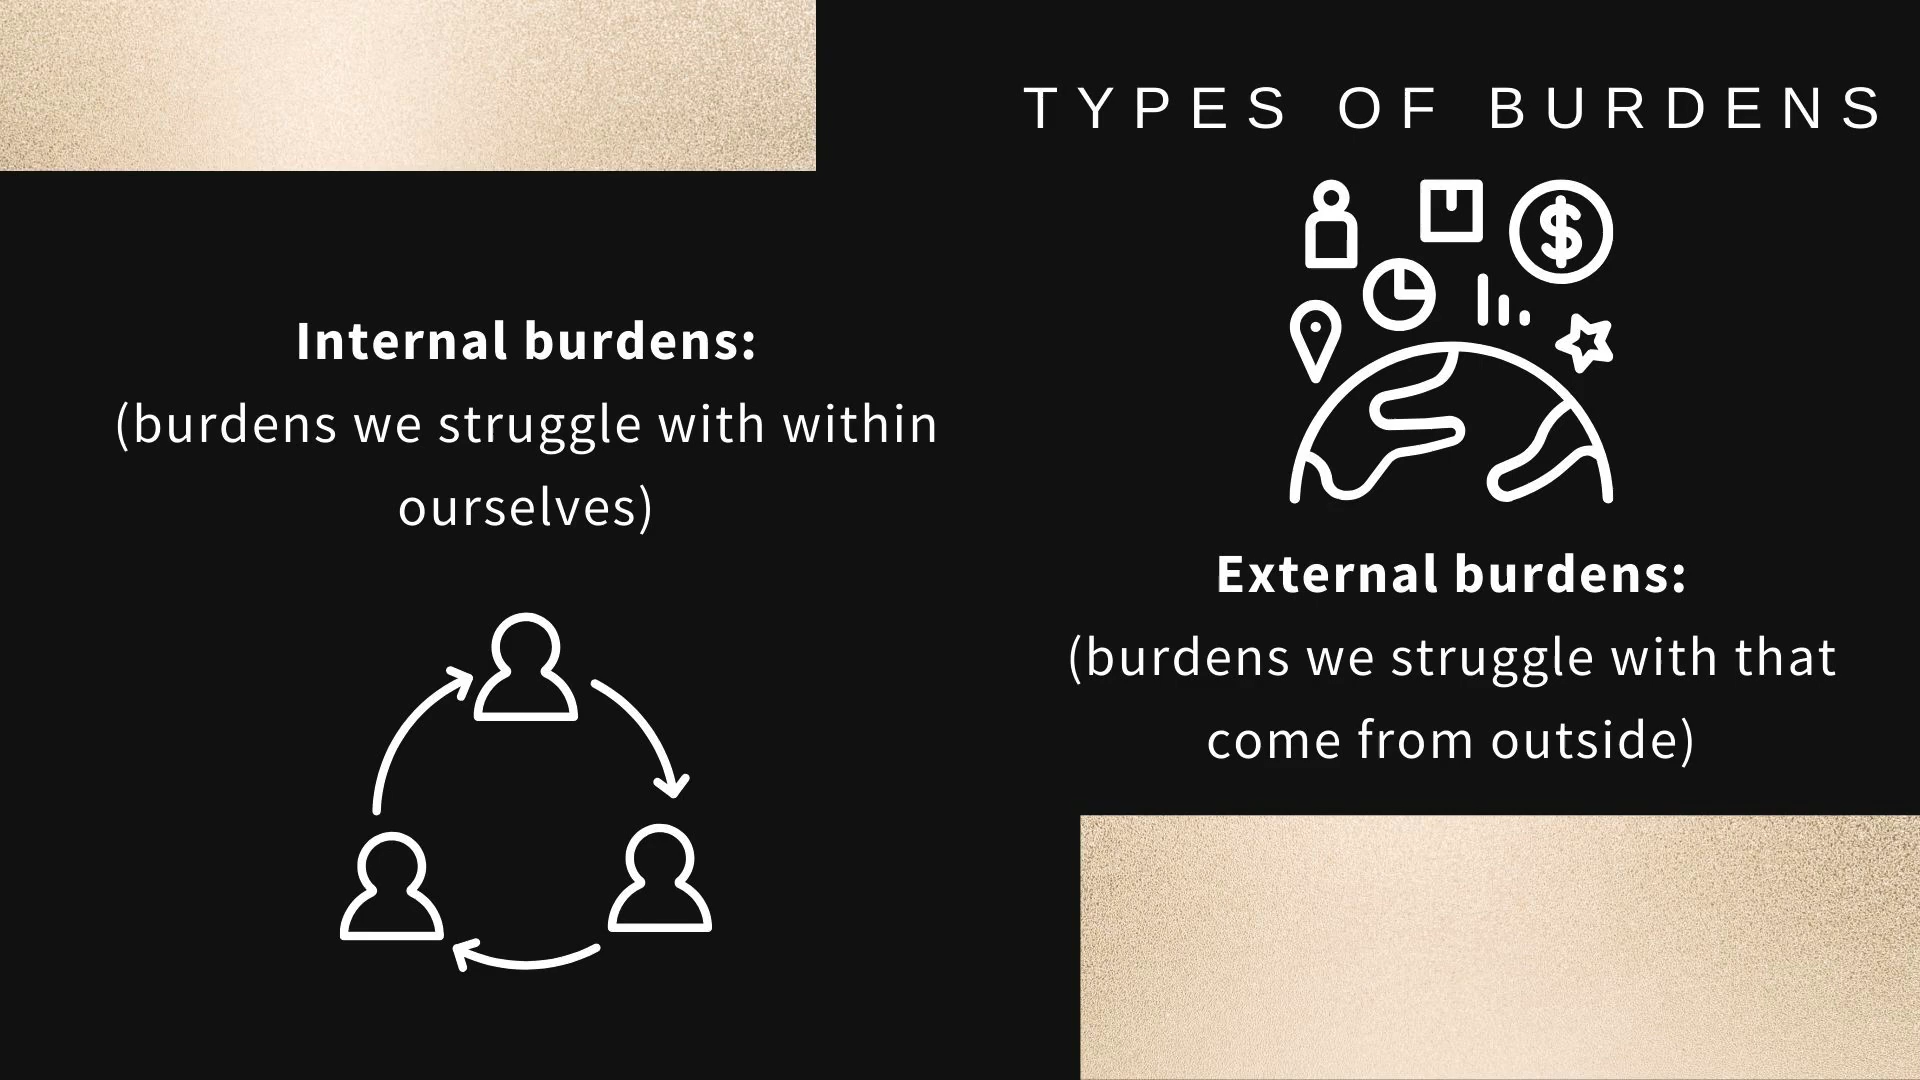 TYPES OF BURDENS
Internal burdens:
(burdens we struggle with within
ourselves)
$
External burdens:
(burdens we struggle with that
come from outside)